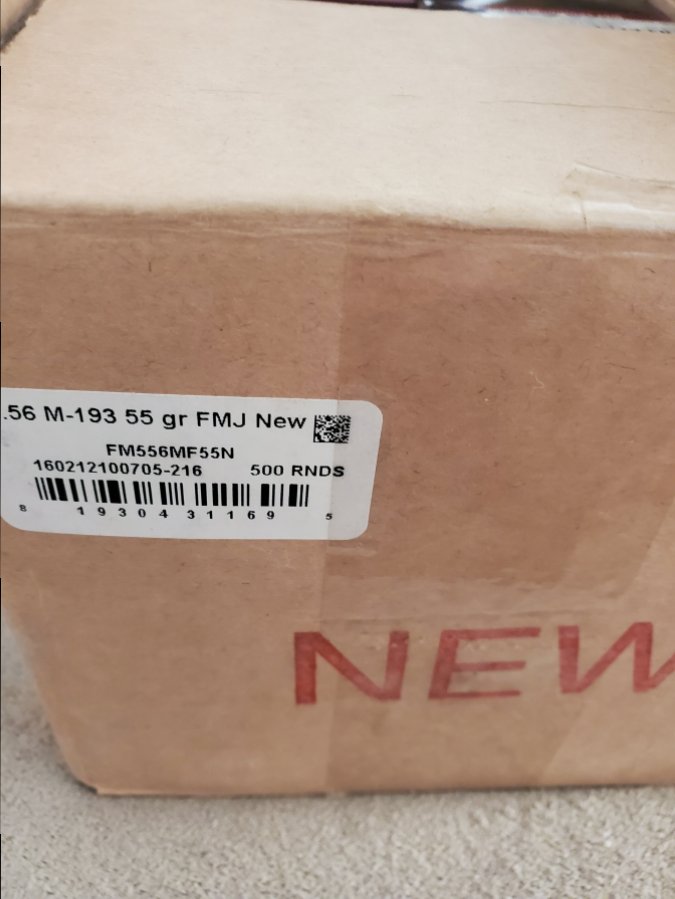 .56 M-193 55 gr FMJ New
FM556MF55N
160212100705-216 500 RNDS
8 19304 31169 5
NEW